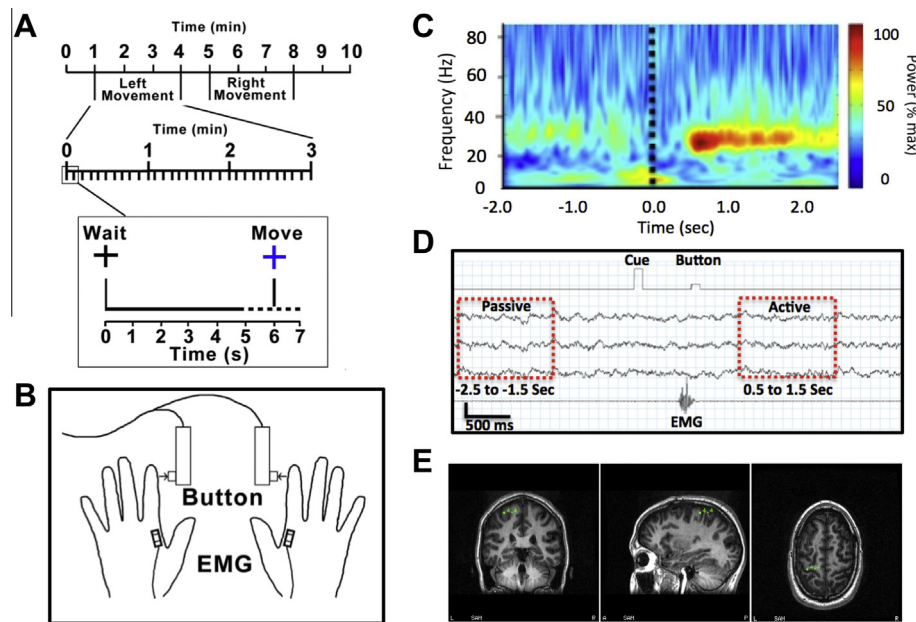 A
Time (min)
0 1 2 3 4 5 6 7 8 9 10
Left Right
Movement Movement
Time (min)
0 1 2 3
Wait Move
0 1 2 3 4 5 6 7
Time (s)
B
Button
EMG
C
Frequency (Hz)
80
60
40
20
0
-2.0 -1.0 0.0 1.0 2.0
Time (sec)
100
50
0
Power (% max)
D
Cue Button
Passive Active
-2.5 to -1.5 Sec 0.5 to 1.5 Sec
500 ms
EMG
E
L SAM R
A SAM P
L SAM R